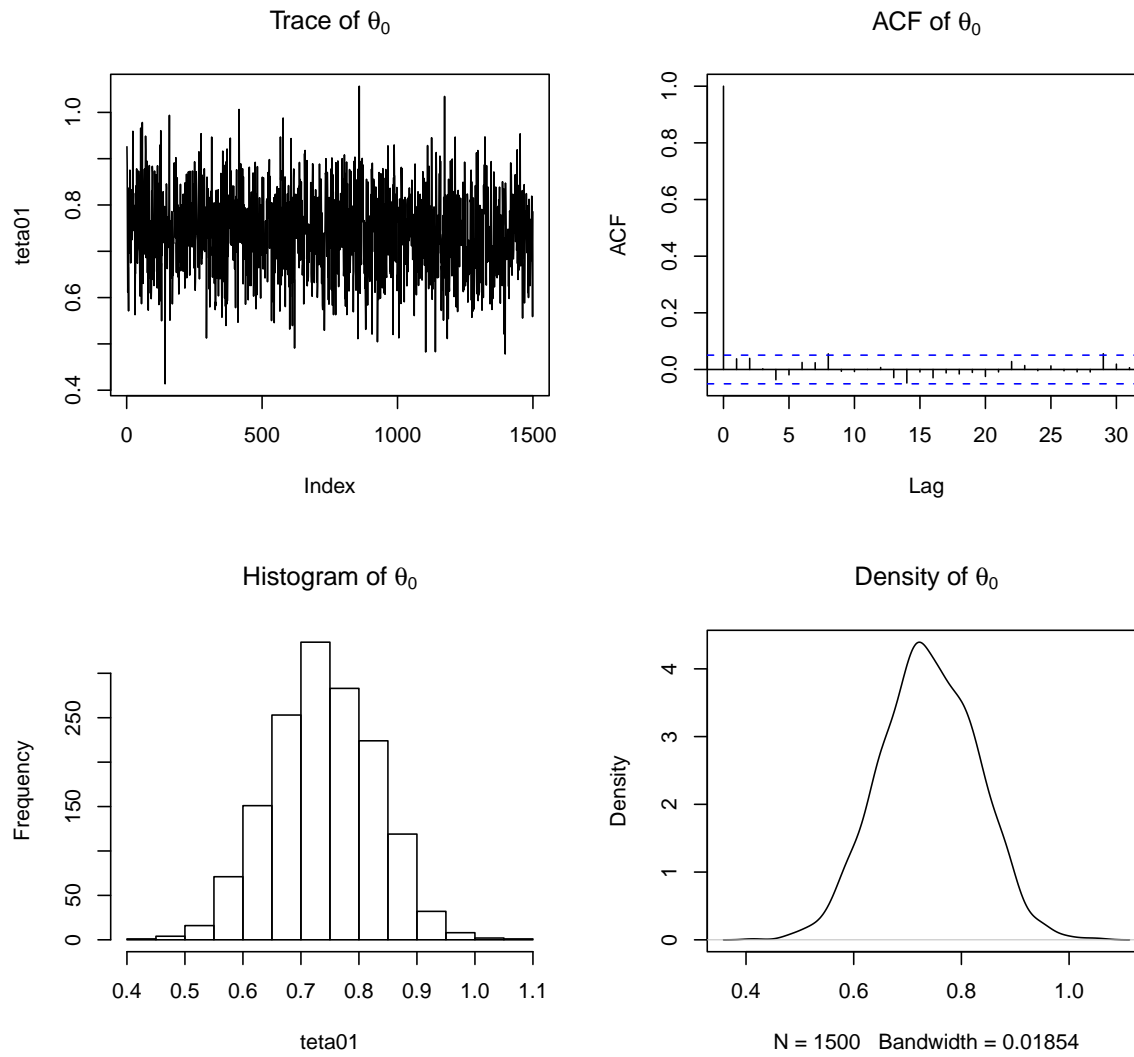 Trace of θ0
teta01
0.4 0.6 0.8 1.0
0 500 1000 1500
Index
ACF of θ0
ACF
0.0 0.2 0.4 0.6 0.8 1.0
0 5 10 15 20 25 30
Lag
Histogram of θ0
Frequency
0 50 150 250
0.4 0.5 0.6 0.7 0.8 0.9 1.0 1.1
teta01
Density of θ0
Density
0 1 2 3 4
0.4 0.6 0.8 1.0
N = 1500 Bandwidth = 0.01854